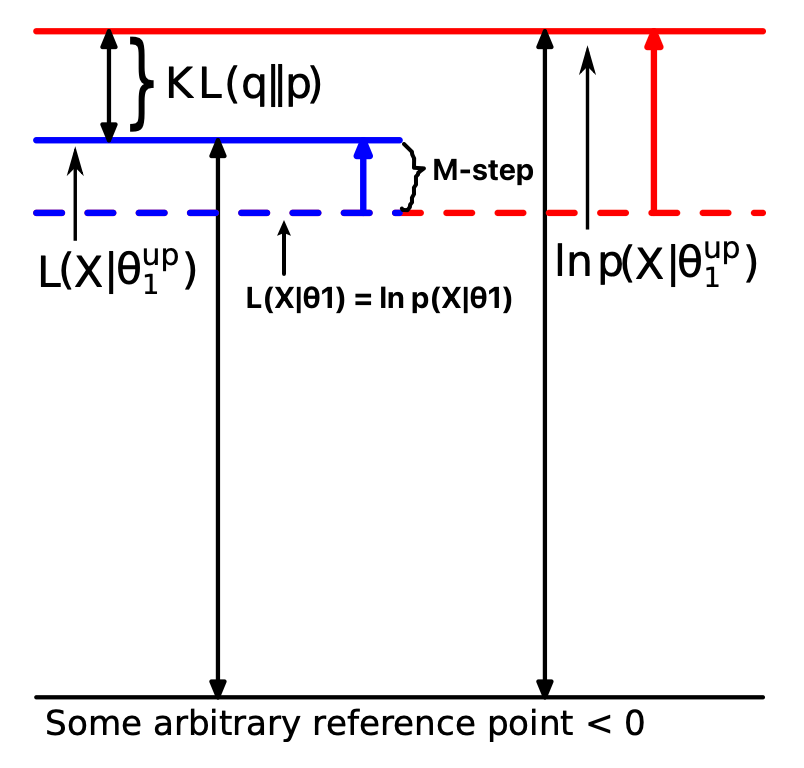 KL(q‖p)
M-step
L(X|θ₁ᵘᵖ)
ln p(X|θ₁ᵘᵖ)
L(X|θ1) = ln p(X|θ1)
Some arbitrary reference point < 0